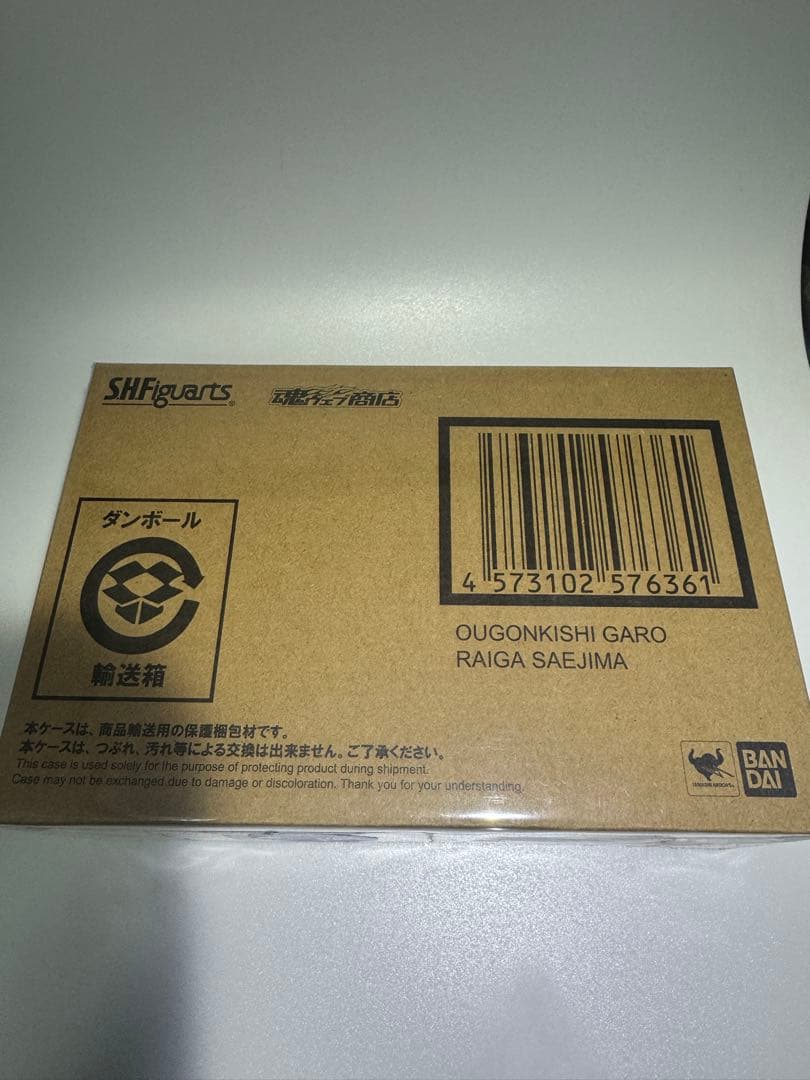 S.H.Figuarts®
魂ウェブ商店
4 573102 576361
OUGONKISHI GARO
RAIGA SAEJIMA
ダンボール
輸送箱
本ケースは、商品輸送用の保護梱包材です。
本ケースは、つぶれ、汚れ等による交換は出来ません。ご了承ください。
This case is used solely for the purpose of protecting product during shipment.
Case may not be exchanged due to damage or discoloration. Thank you for your understanding.
BAN
DAI